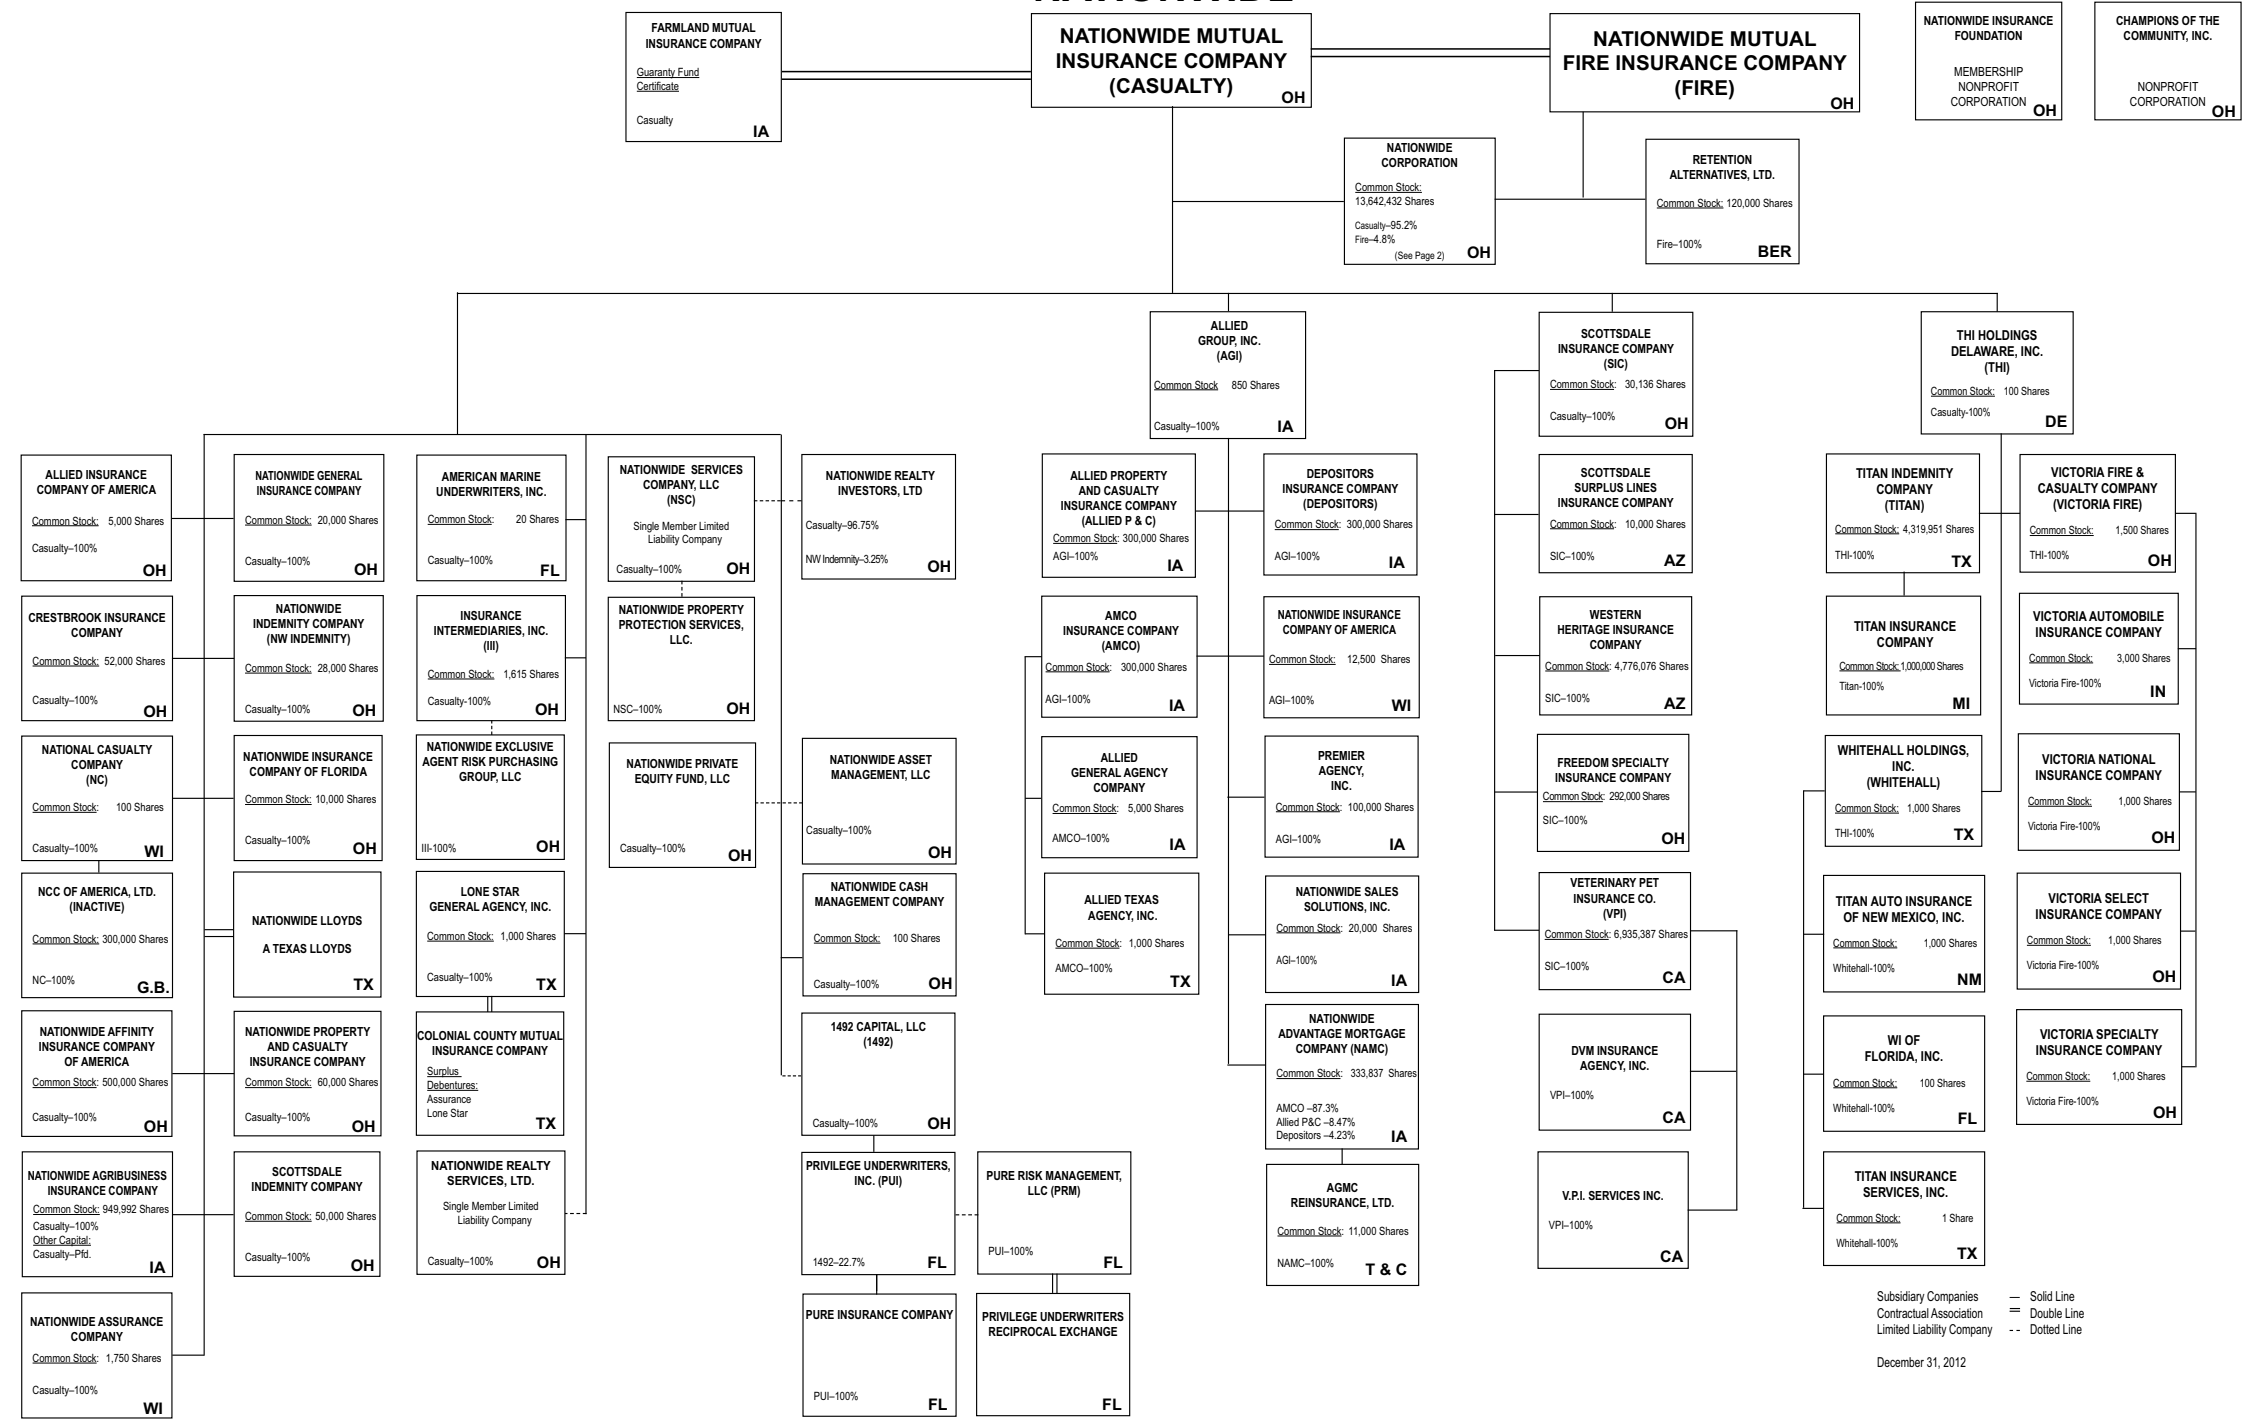 FARMLAND MUTUAL
INSURANCE COMPANY
Guaranty Fund
Certificate
Casualty
IA
NATIONWIDE MUTUAL
INSURANCE COMPANY
(CASUALTY)
OH
NATIONWIDE MUTUAL
FIRE INSURANCE COMPANY
(FIRE)
OH
NATIONWIDE INSURANCE
FOUNDATION
MEMBERSHIP
NONPROFIT
CORPORATION
OH
CHAMPIONS OF THE
COMMUNITY, INC.
NONPROFIT
CORPORATION
OH
NATIONWIDE
CORPORATION
Common Stock:
13,642,432 Shares
Casualty–95.2%
Fire–4.8%
(See Page 2)
OH
RETENTION
ALTERNATIVES, LTD.
Common Stock: 120,000 Shares
Fire–100%
BER
ALLIED
GROUP, INC.
(AGI)
Common Stock 850 Shares
Casualty–100%
IA
SCOTTSDALE
INSURANCE COMPANY
(SIC)
Common Stock: 30,136 Shares
Casualty–100%
OH
THI HOLDINGS
DELAWARE, INC.
(THI)
Common Stock: 100 Shares
Casualty-100%
DE
ALLIED INSURANCE
COMPANY OF AMERICA
Common Stock: 5,000 Shares
Casualty–100%
OH
NATIONWIDE GENERAL
INSURANCE COMPANY
Common Stock: 20,000 Shares
Casualty–100%
OH
AMERICAN MARINE
UNDERWRITERS, INC.
Common Stock: 20 Shares
Casualty–100%
FL
NATIONWIDE SERVICES
COMPANY, LLC
(NSC)
Single Member Limited
Liability Company
Casualty–100%
OH
NATIONWIDE REALTY
INVESTORS, LTD
Casualty–96.75%
NW Indemnity–3.25%
OH
ALLIED PROPERTY
AND CASUALTY
INSURANCE COMPANY
(ALLIED P & C)
Common Stock: 300,000 Shares
AGI–100%
IA
DEPOSITORS
INSURANCE COMPANY
(DEPOSITORS)
Common Stock: 300,000 Shares
AGI–100%
IA
SCOTTSDALE
SURPLUS LINES
INSURANCE COMPANY
Common Stock: 10,000 Shares
SIC–100%
AZ
TITAN INDEMNITY
COMPANY
(TITAN)
Common Stock: 4,319,951 Shares
THI-100%
TX
VICTORIA FIRE &
CASUALTY COMPANY
(VICTORIA FIRE)
Common Stock: 1,500 Shares
THI-100%
OH
CRESTBROOK INSURANCE
COMPANY
Common Stock: 52,000 Shares
Casualty–100%
OH
NATIONWIDE
INDEMNITY COMPANY
(NW INDEMNITY)
Common Stock: 28,000 Shares
Casualty–100%
OH
INSURANCE
INTERMEDIARIES, INC.
(III)
Common Stock: 1,615 Shares
Casualty-100%
OH
NATIONWIDE PROPERTY
PROTECTION SERVICES,
LLC.
NSC–100%
OH
AMCO
INSURANCE COMPANY
(AMCO)
Common Stock: 300,000 Shares
AGI–100%
IA
NATIONWIDE INSURANCE
COMPANY OF AMERICA
Common Stock: 12,500 Shares
AGI–100%
WI
WESTERN
HERITAGE INSURANCE
COMPANY
Common Stock: 4,776,076 Shares
SIC–100%
AZ
TITAN INSURANCE
COMPANY
Common Stock: 1,000,000 Shares
Titan-100%
MI
VICTORIA AUTOMOBILE
INSURANCE COMPANY
Common Stock: 3,000 Shares
Victoria Fire-100%
IN
NATIONAL CASUALTY
COMPANY
(NC)
Common Stock: 100 Shares
Casualty–100%
WI
NATIONWIDE INSURANCE
COMPANY OF FLORIDA
Common Stock: 10,000 Shares
Casualty–100%
OH
NATIONWIDE EXCLUSIVE
AGENT RISK PURCHASING
GROUP, LLC
III-100%
OH
NATIONWIDE PRIVATE
EQUITY FUND, LLC
Casualty–100%
OH
NATIONWIDE ASSET
MANAGEMENT, LLC
Casualty–100%
OH
ALLIED
GENERAL AGENCY
COMPANY
Common Stock: 5,000 Shares
AMCO–100%
IA
PREMIER
AGENCY,
INC.
Common Stock: 100,000 Shares
AGI–100%
IA
FREEDOM SPECIALTY
INSURANCE COMPANY
Common Stock: 292,000 Shares
SIC–100%
OH
WHITEHALL HOLDINGS,
INC.
(WHITEHALL)
Common Stock: 1,000 Shares
THI-100%
TX
VICTORIA NATIONAL
INSURANCE COMPANY
Common Stock: 1,000 Shares
Victoria Fire-100%
OH
NCC OF AMERICA, LTD.
(INACTIVE)
Common Stock: 300,000 Shares
NC–100%
G.B.
NATIONWIDE LLOYDS
A TEXAS LLOYDS
TX
LONE STAR
GENERAL AGENCY, INC.
Common Stock: 1,000 Shares
Casualty–100%
TX
NATIONWIDE CASH
MANAGEMENT COMPANY
Common Stock: 100 Shares
Casualty–100%
OH
ALLIED TEXAS
AGENCY, INC.
Common Stock: 1,000 Shares
AMCO–100%
TX
NATIONWIDE SALES
SOLUTIONS, INC.
Common Stock: 20,000 Shares
AGI–100%
IA
VETERINARY PET
INSURANCE CO.
(VPI)
Common Stock: 6,935,387 Shares
SIC–100%
CA
TITAN AUTO INSURANCE
OF NEW MEXICO, INC.
Common Stock: 1,000 Shares
Whitehall-100%
NM
VICTORIA SELECT
INSURANCE COMPANY
Common Stock: 1,000 Shares
Victoria Fire-100%
OH
NATIONWIDE AFFINITY
INSURANCE COMPANY
OF AMERICA
Common Stock: 500,000 Shares
Casualty–100%
OH
NATIONWIDE PROPERTY
AND CASUALTY
INSURANCE COMPANY
Common Stock: 60,000 Shares
Casualty–100%
OH
COLONIAL COUNTY MUTUAL
INSURANCE COMPANY
Surplus
Debentures:
Assurance
Lone Star
TX
1492 CAPITAL, LLC
(1492)
Casualty–100%
OH
NATIONWIDE
ADVANTAGE MORTGAGE
COMPANY (NAMC)
Common Stock: 333,837 Shares
AMCO –87.3%
Allied P&C –8.47%
Depositors –4.23%
IA
DVM INSURANCE
AGENCY, INC.
VPI–100%
CA
WI OF
FLORIDA, INC.
Common Stock: 100 Shares
Whitehall-100%
FL
VICTORIA SPECIALTY
INSURANCE COMPANY
Common Stock: 1,000 Shares
Victoria Fire-100%
OH
NATIONWIDE AGRIBUSINESS
INSURANCE COMPANY
Common Stock: 949,992 Shares
Casualty–100%
Other Capital:
Casualty–Pfd.
IA
SCOTTSDALE
INDEMNITY COMPANY
Common Stock: 50,000 Shares
Casualty–100%
OH
NATIONWIDE REALTY
SERVICES, LTD.
Single Member Limited
Liability Company
Casualty–100%
OH
PRIVILEGE UNDERWRITERS,
INC. (PUI)
1492–22.7%
FL
PURE RISK MANAGEMENT,
LLC (PRM)
PUI–100%
FL
AGMC
REINSURANCE, LTD.
Common Stock: 11,000 Shares
NAMC–100%
T & C
V.P.I. SERVICES INC.
VPI–100%
CA
TITAN INSURANCE
SERVICES, INC.
Common Stock: 1 Share
Whitehall-100%
TX
NATIONWIDE ASSURANCE
COMPANY
Common Stock: 1,750 Shares
Casualty–100%
WI
PURE INSURANCE COMPANY
PUI–100%
FL
PRIVILEGE UNDERWRITERS
RECIPROCAL EXCHANGE
FL
Subsidiary Companies — Solid Line
Contractual Association = Double Line
Limited Liability Company -- Dotted Line
December 31, 2012